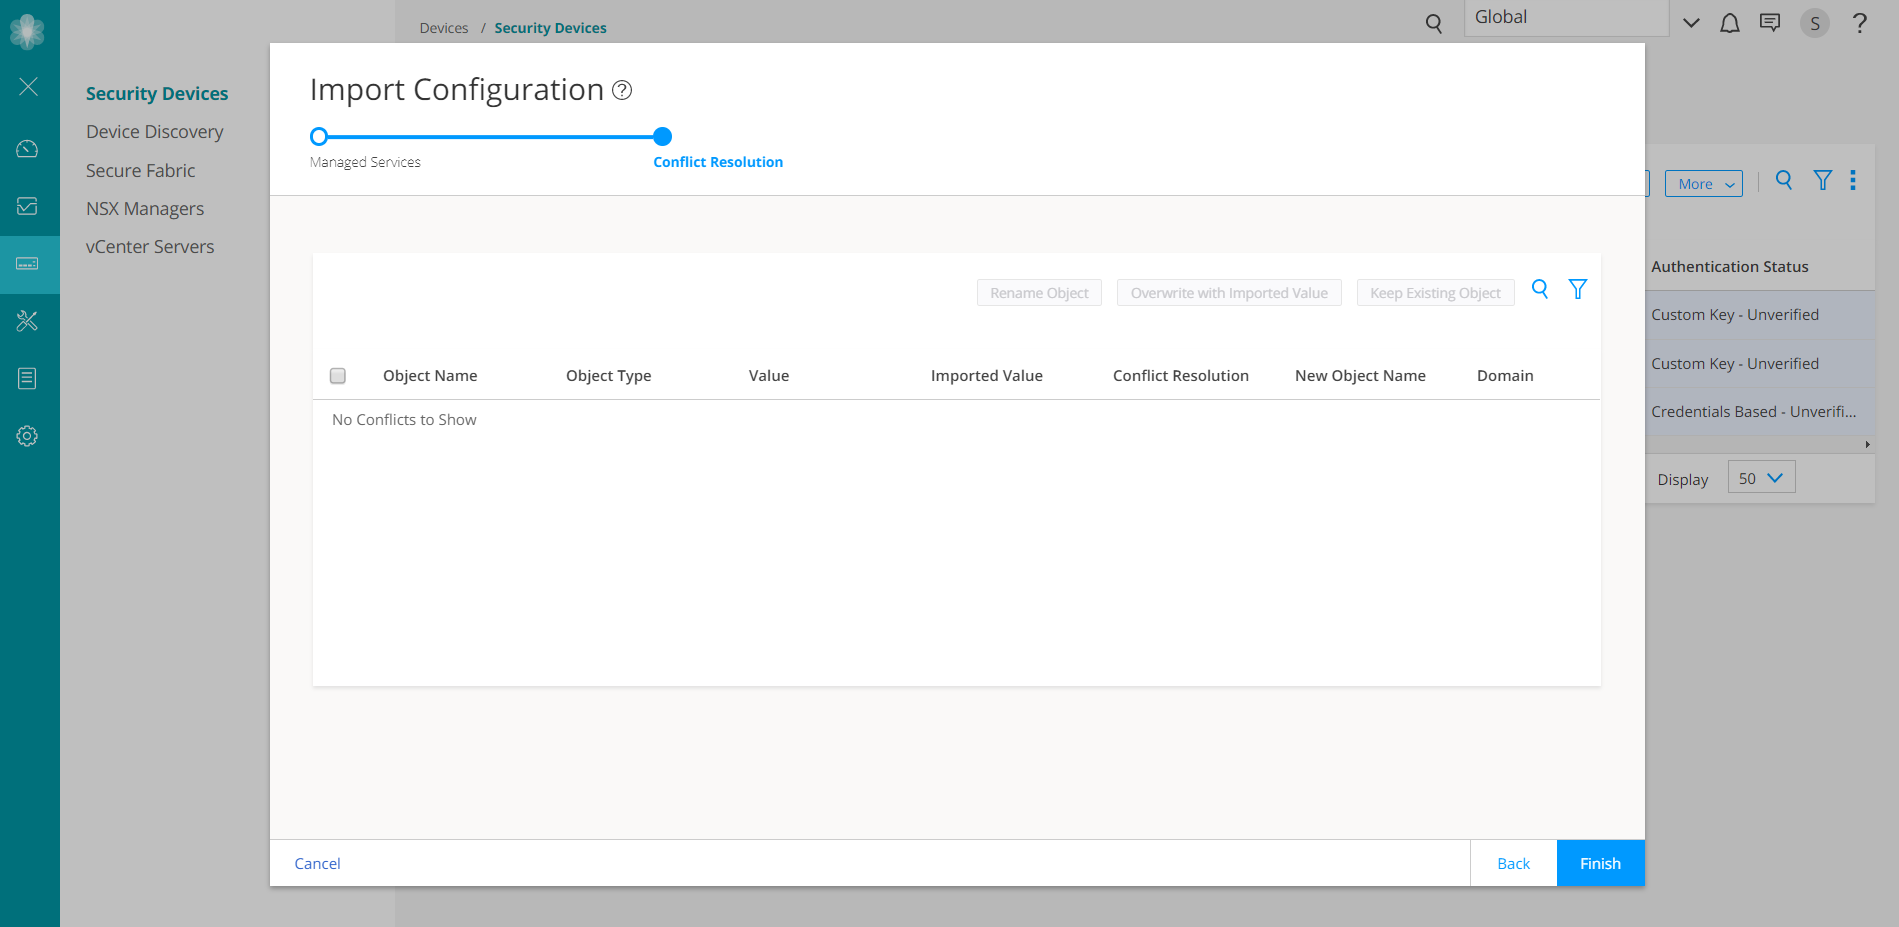 Devices / Security Devices
Global
S
?
Security Devices
Device Discovery
Secure Fabric
NSX Managers
vCenter Servers
Import Configuration ?
Managed Services
Conflict Resolution
More
Rename Object
Overwrite with Imported Value
Keep Existing Object
Object Name
Object Type
Value
Imported Value
Conflict Resolution
New Object Name
Domain
No Conflicts to Show
Authentication Status
Custom Key - Unverified
Custom Key - Unverified
Credentials Based - Unverifi...
Display
50
Cancel
Back
Finish